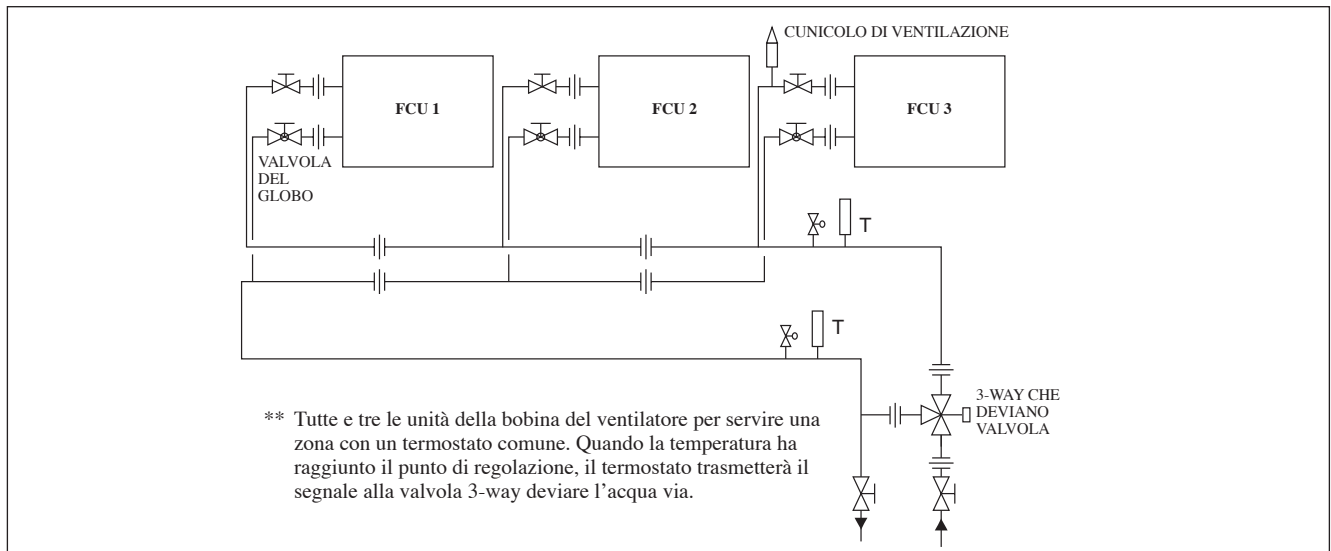 CUNICOLO DI VENTILAZIONE
FCU 1
FCU 2
FCU 3
VALVOLA
DEL
GLOBO
T
T
3-WAY CHE
DEVIANO
VALVOLA
** Tutte e tre le unità della bobina del ventilatore per servire una
zona con un termostato comune. Quando la temperatura ha
raggiunto il punto di regolazione, il termostato trasmetterà il
segnale alla valvola 3-way deviare l'acqua via.